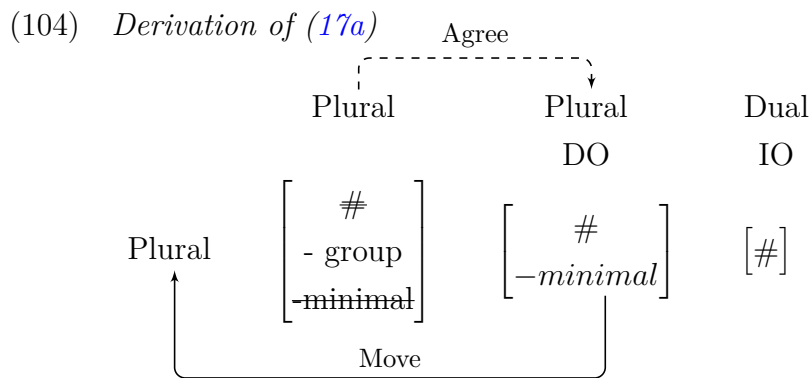 (104) Derivation of (17a)
Agree
Plural Plural Dual
DO IO
Plural
#
- group
-minimal
#
−minimal
[#]
Move